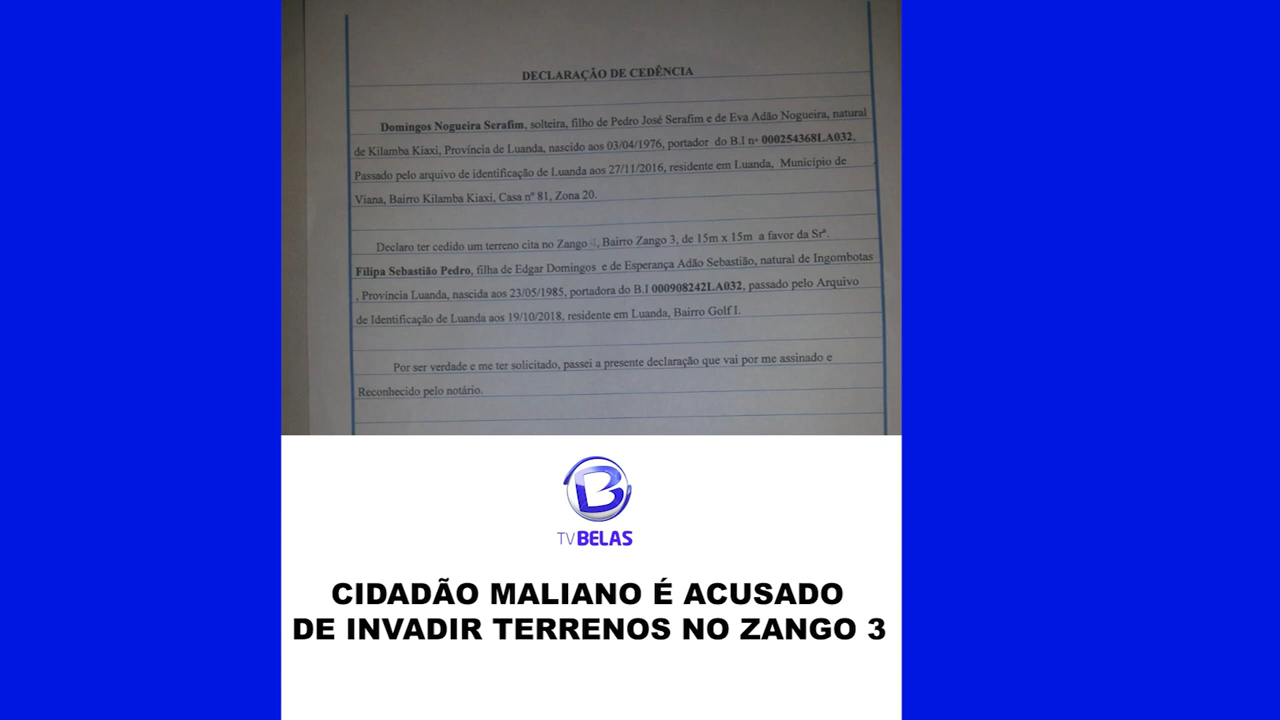 DECLARAÇÃO DE CEDÊNCIA
Domingos Nogueira Serafim, solteira, filho de Pedro José Serafim e de Eva Adão Nogueira, natural
de Kilamba Kiaxi, Província de Luanda, nascido aos 03/04/1976, portador do B.I nº 000254368LA032,
Passado pelo arquivo de identificação de Luanda aos 27/11/2016, residente em Luanda, Município de
Viana, Bairro Kilamba Kiaxi, Casa nº 81, Zona 20.
Declaro ter cedido um terreno cita no Zango , Bairro Zango 3, de 15m x 15m a favor da Srª.
Filipa Sebastião Pedro, filha de Edgar Domingos e de Esperança Adão Sebastião, natural de Ingombotas
, Província Luanda, nascida aos 23/05/1985, portadora do B.I 000908242LA032, passado pelo Arquivo
de Identificação de Luanda aos 19/10/2018, residente em Luanda, Bairro Golf I.
Por ser verdade e me ter solicitado, passei a presente declaração que vai por me assinado e
Reconhecido pelo notário.
B
TV BELAS
CIDADÃO MALIANO É ACUSADO
DE INVADIR TERRENOS NO ZANGO 3